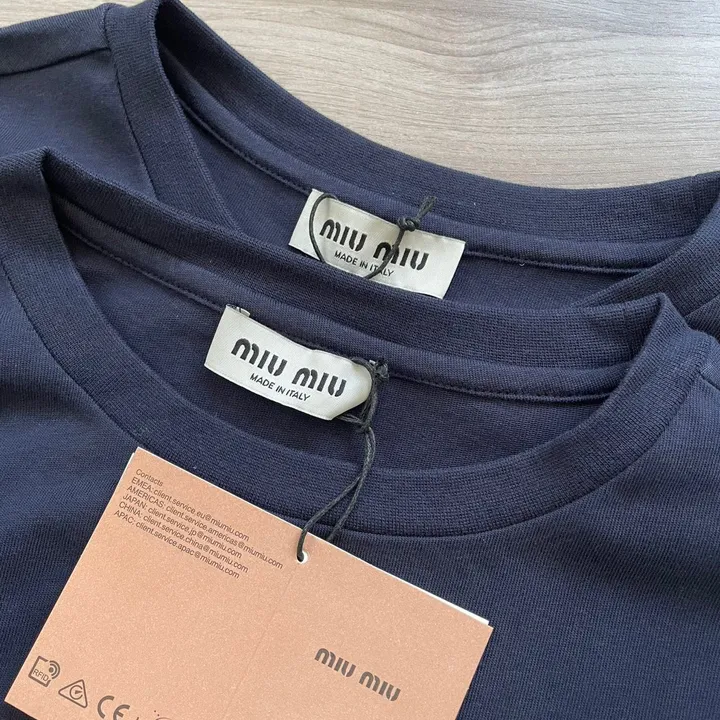 MIU MIU
MADE IN ITALY
MIU MIU
MADE IN ITALY
Contacts
EMEA: client.service.eu@miumiu.com
AMERICAS: client.service.americas@miumiu.com
JAPAN: client.service.jp@miumiu.com
CHINA: client.service.china@miumiu.com
APAC: client.service.apac@miumiu.com
MIU MIU
RFID
CE